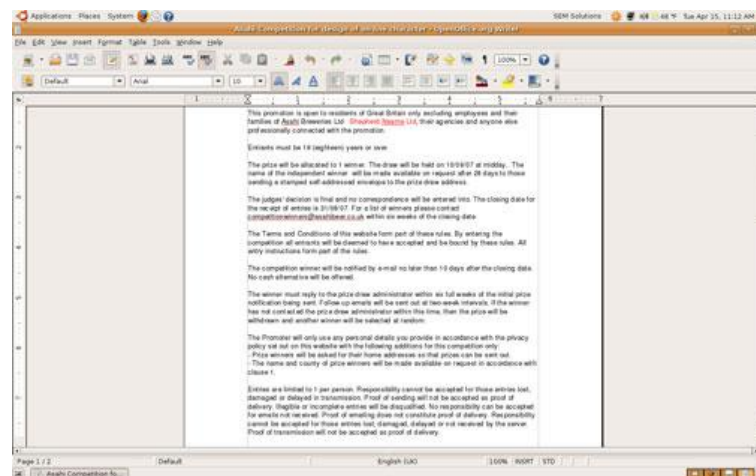 Applications Places System
SEM Solutions 48 °F Tue Apr 15, 11:12 AM
Asahi Competition for design of an line character - OpenOffice.org Writer
File Edit View Insert Format Table Tools Window Help
100%
Default Arial 10
This promotion is open to residents of Great Britain only excluding employees and their
families of Asahi Breweries Ltd Shepherd Neame Ltd, their agencies and anyone else
professionally connected with the promotion.
Entrants must be 18 (eighteen) years or over
The prize will be allocated to 1 winner. The draw will be held on at midday. The
name of the independent winner will be made available on request after 28 days to those
sending a stamped self-addressed envelope to the prize draw address.
The judges' decision is final and no correspondence will be entered into. The closing date for
the receipt of entries is 31/08/07. For a list of winners please contact
competitionwinners@asahibeer.co.uk within six weeks of the closing date
The Terms and Conditions of this website form part of these rules. By entering the
competition all entrants will be deemed to have accepted and be bound by these rules. All
entry instructions form part of the rules.
The competition winner will be notified by e-mail no later than 10 days after the closing date.
No cash alternative will be offered.
The winner must reply to the prize draw administrator within six full weeks of the initial prize
notification being sent. Follow up emails will be sent out at two-week intervals. If the winner
has not contacted the prize draw administrator within this time, then the prize will be
withdrawn and another winner will be selected at random.
The Promoter will only use any personal details you provide in accordance with the privacy
policy set out on this website with the following additions for this competition only:
- Prize winners will be asked for their home addresses so that prizes can be sent out.
- The name and county of prize winners will be made available on request in accordance with
clause 1.
Entries are limited to 1 per person. Responsibility cannot be accepted for those entries lost,
damaged or delayed in transmission. Proof of sending will not be accepted as proof of
delivery. Illegible or incomplete entries will be disqualified. No responsibility can be accepted
for emails not received. Proof of emailing does not constitute proof of delivery. Responsibility
cannot be accepted for those entries lost, damaged, delayed or not received by the server.
Proof of transmission will not be accepted as proof of delivery.
Page 1 / 2 Default English (UK) 100% INSRT STD
Asahi Competition fo...